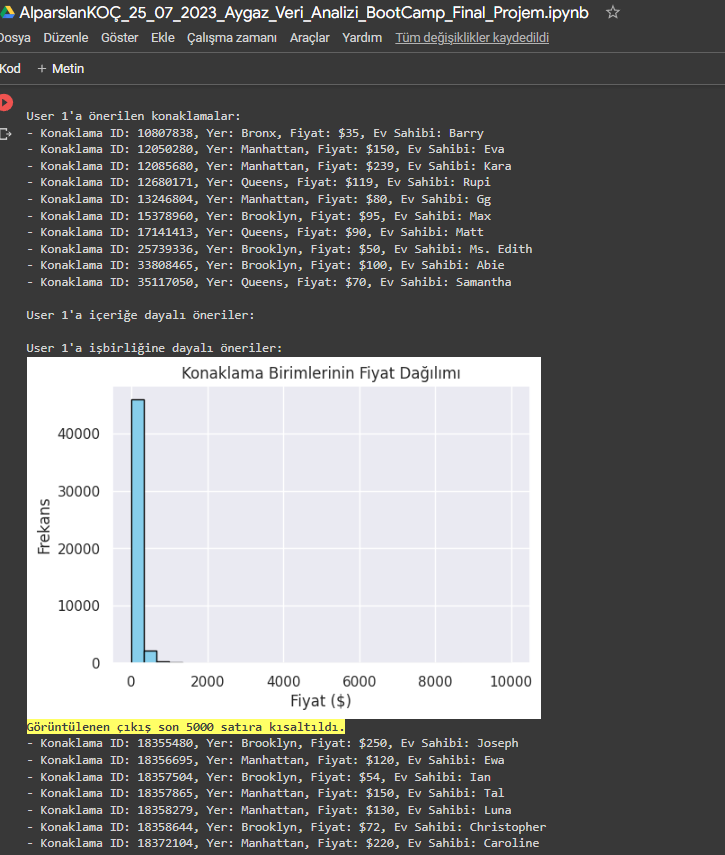 AlparslanKOÇ_25_07_2023_Aygaz_Veri_Analizi_BootCamp_Final_Projem.ipynb
Dosya Düzenle Göster Ekle Çalışma zamanı Araçlar Yardım Tüm değişiklikler kaydedildi
Kod + Metin
User 1'a önerilen konaklamalar:
- Konaklama ID: 10807838, Yer: Bronx, Fiyat: $35, Ev Sahibi: Barry
- Konaklama ID: 12050280, Yer: Manhattan, Fiyat: $150, Ev Sahibi: Eva
- Konaklama ID: 12085680, Yer: Manhattan, Fiyat: $239, Ev Sahibi: Kara
- Konaklama ID: 12680171, Yer: Queens, Fiyat: $119, Ev Sahibi: Rupi
- Konaklama ID: 13246804, Yer: Manhattan, Fiyat: $80, Ev Sahibi: Gg
- Konaklama ID: 15378960, Yer: Brooklyn, Fiyat: $95, Ev Sahibi: Max
- Konaklama ID: 17141413, Yer: Queens, Fiyat: $90, Ev Sahibi: Matt
- Konaklama ID: 25739336, Yer: Brooklyn, Fiyat: $50, Ev Sahibi: Ms. Edith
- Konaklama ID: 33808465, Yer: Brooklyn, Fiyat: $100, Ev Sahibi: Abie
- Konaklama ID: 35117050, Yer: Queens, Fiyat: $70, Ev Sahibi: Samantha
User 1'a içeriğe dayalı öneriler:
User 1'a işbirliğine dayalı öneriler:
Konaklama Birimlerinin Fiyat Dağılımı
40000
30000
20000
10000
0
Frekans
0 2000 4000 6000 8000 10000
Fiyat ($)
Görüntülenen çıkış son 5000 satıra kısaltıldı.
- Konaklama ID: 18355480, Yer: Brooklyn, Fiyat: $250, Ev Sahibi: Joseph
- Konaklama ID: 18356695, Yer: Manhattan, Fiyat: $120, Ev Sahibi: Ewa
- Konaklama ID: 18357504, Yer: Brooklyn, Fiyat: $54, Ev Sahibi: Ian
- Konaklama ID: 18357865, Yer: Manhattan, Fiyat: $150, Ev Sahibi: Tal
- Konaklama ID: 18358279, Yer: Manhattan, Fiyat: $130, Ev Sahibi: Luna
- Konaklama ID: 18358644, Yer: Brooklyn, Fiyat: $72, Ev Sahibi: Christopher
- Konaklama ID: 18372104, Yer: Manhattan, Fiyat: $220, Ev Sahibi: Caroline